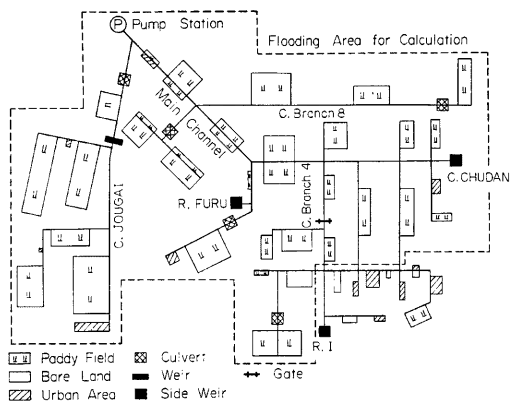 P Pump Station
Flooding Area for Calculation
Main Channel
C. Branch 8
C. JOUGAI
R. FURU
C. Branch 4
C. CHUDAN
R. I
Paddy Field
Culvert
Bare Land
Weir
Gate
Urban Area
Side Weir